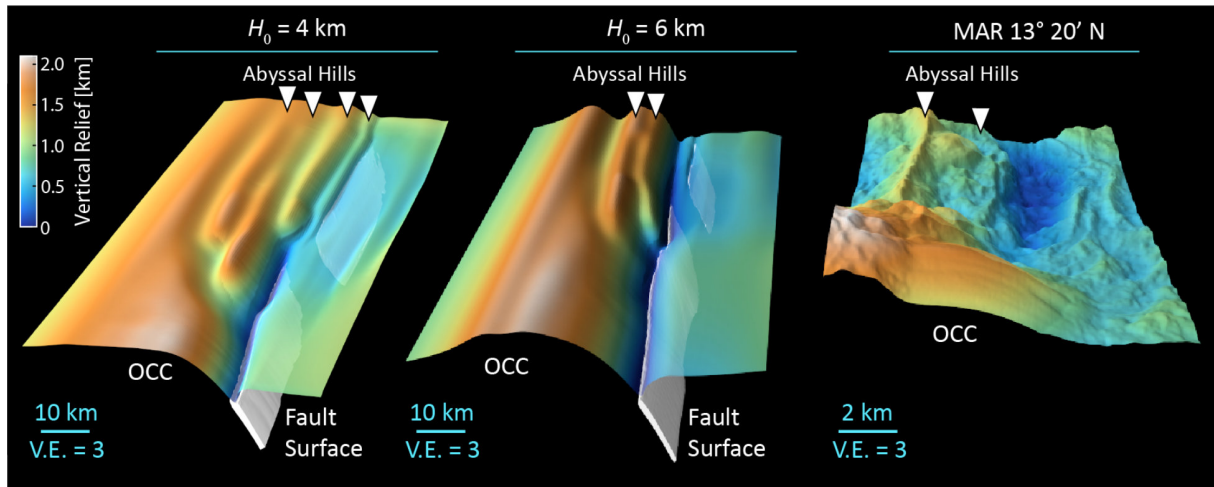 H₀ = 4 km
H₀ = 6 km
MAR 13° 20’ N
Abyssal Hills
Abyssal Hills
Abyssal Hills
2.0
1.5
1.0
0.5
0
Vertical Relief [km]
OCC
OCC
OCC
10 km
V.E. = 3
Fault
Surface
10 km
V.E. = 3
Fault
Surface
2 km
V.E. = 3